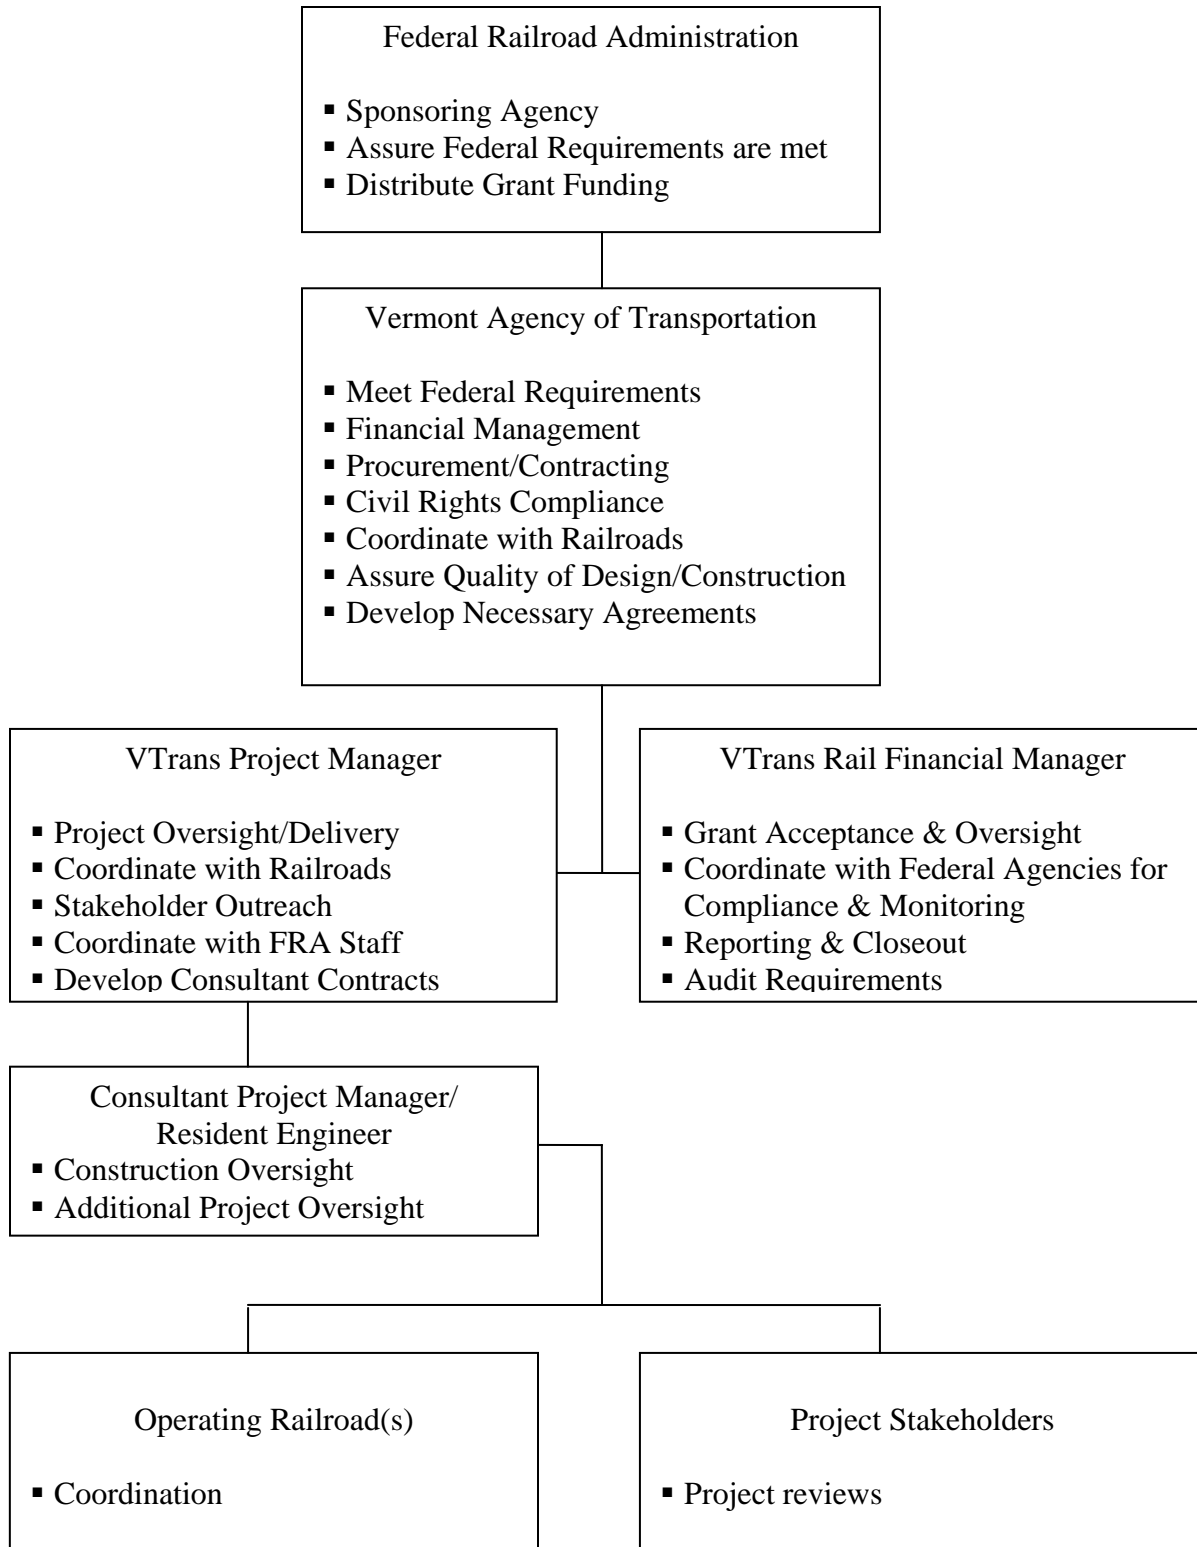 Federal Railroad Administration
▪ Sponsoring Agency
▪ Assure Federal Requirements are met
▪ Distribute Grant Funding
Vermont Agency of Transportation
▪ Meet Federal Requirements
▪ Financial Management
▪ Procurement/Contracting
▪ Civil Rights Compliance
▪ Coordinate with Railroads
▪ Assure Quality of Design/Construction
▪ Develop Necessary Agreements
VTrans Project Manager
▪ Project Oversight/Delivery
▪ Coordinate with Railroads
▪ Stakeholder Outreach
▪ Coordinate with FRA Staff
▪ Develop Consultant Contracts
VTrans Rail Financial Manager
▪ Grant Acceptance & Oversight
▪ Coordinate with Federal Agencies for
Compliance & Monitoring
▪ Reporting & Closeout
▪ Audit Requirements
Consultant Project Manager/
Resident Engineer
▪ Construction Oversight
▪ Additional Project Oversight
Operating Railroad(s)
▪ Coordination
Project Stakeholders
▪ Project reviews